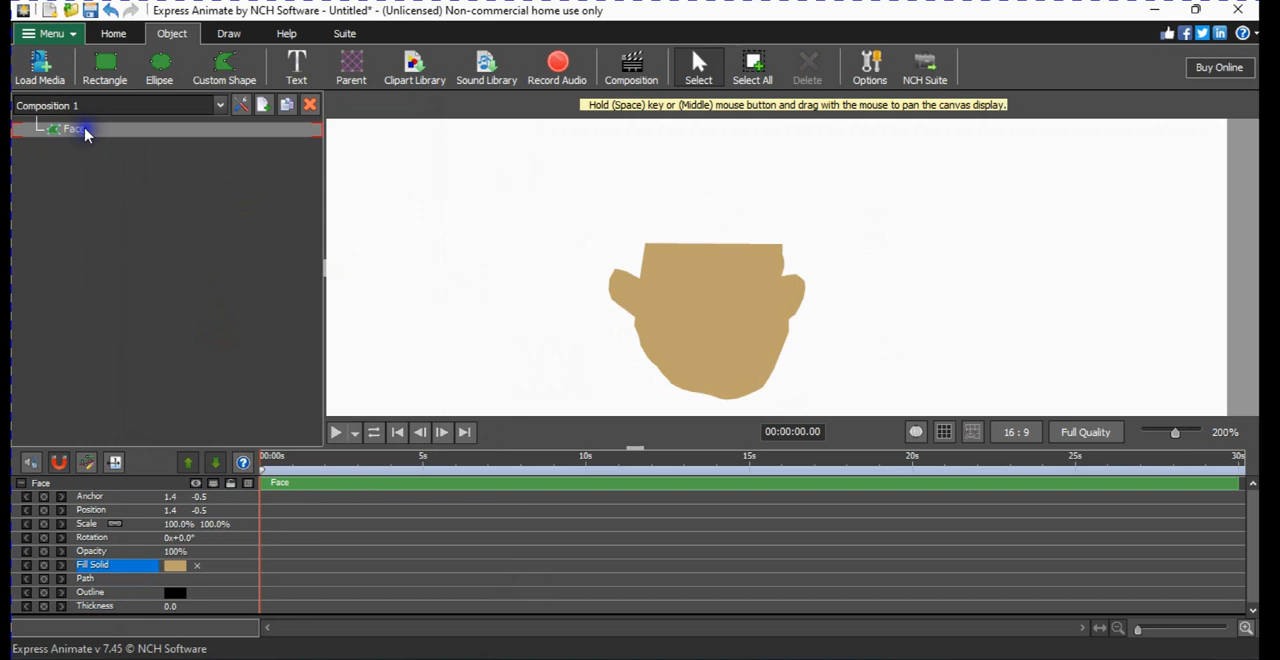 Express Animate by NCH Software - Untitled* - (Unlicensed) Non-commercial home use only
Menu Home Object Draw Help Suite
Load Media Rectangle Ellipse Custom Shape Text Parent Clipart Library Sound Library Record Audio Composition Select Select All Delete Options NCH Suite Buy Online
Composition 1
Hold (Space) key or (Middle) mouse button and drag with the mouse to pan the canvas display.
Face
00:00:00.00 16 : 9 Full Quality 200%
00:00s 5s 10s 15s 20s 25s 30s
Face Face
Anchor 1.4 -0.5
Position 1.4 -0.5
Scale 100.0% 100.0%
Rotation 0x+0.0°
Opacity 100%
Fill Solid
Path
Outline
Thickness 0.0
Express Animate v 7.45 © NCH Software